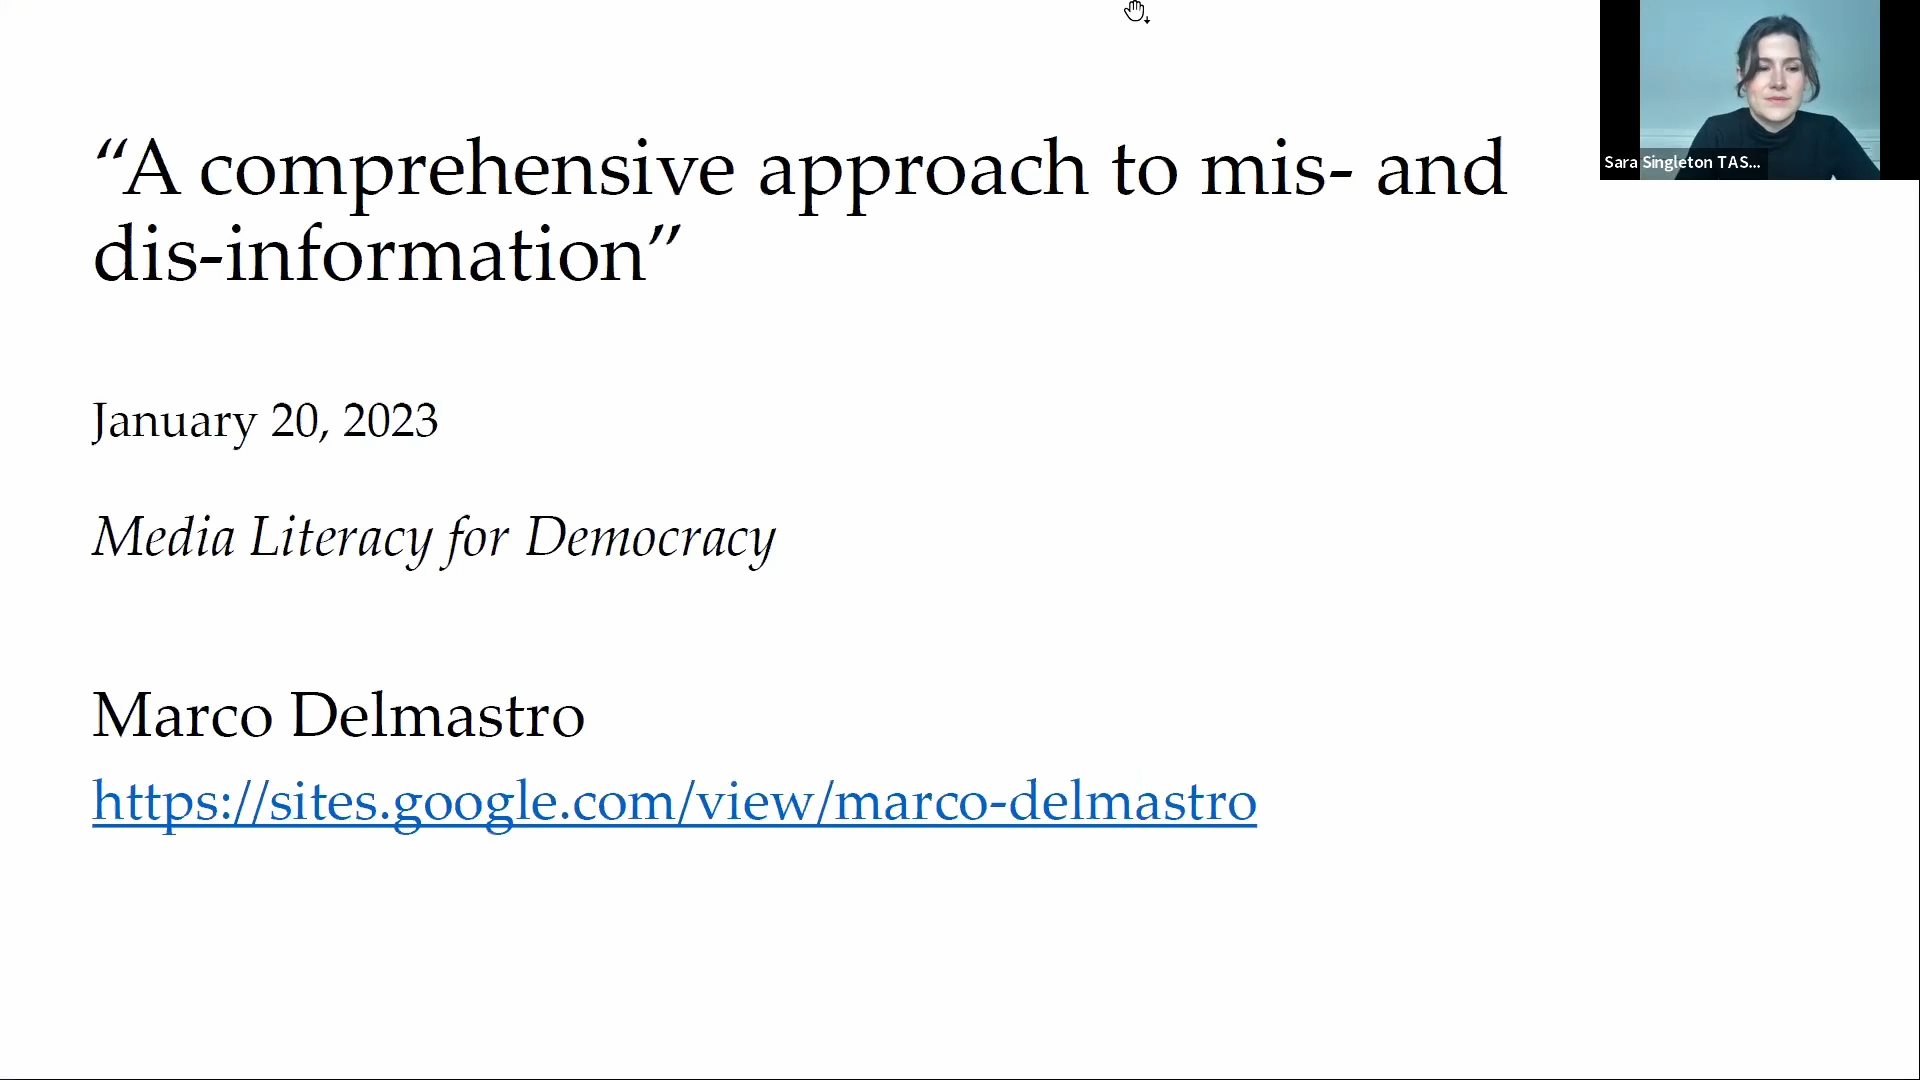 “A comprehensive approach to mis- and
dis-information”
January 20, 2023
Media Literacy for Democracy
Marco Delmastro
https://sites.google.com/view/marco-delmastro
Sara Singleton TAS...